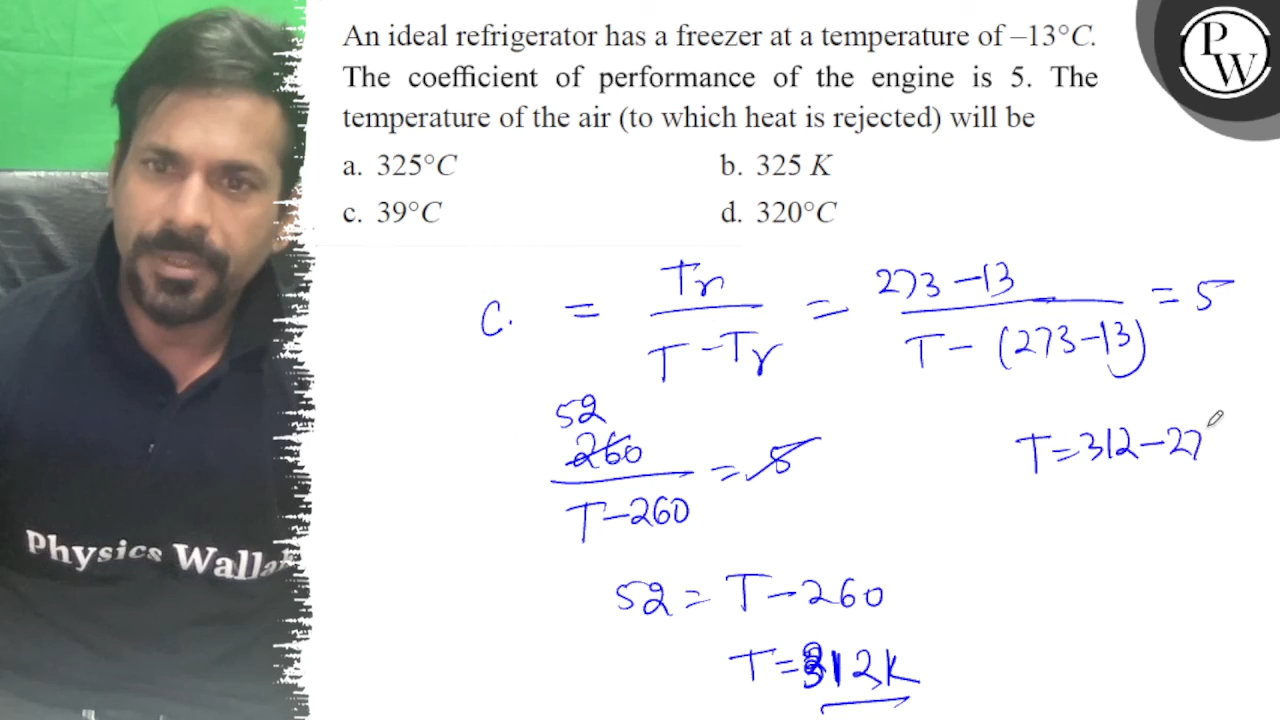 An ideal refrigerator has a freezer at a temperature of –13°C.
The coefficient of performance of the engine is 5. The
temperature of the air (to which heat is rejected) will be
a. 325°C b. 325 K
c. 39°C d. 320°C
PW
C. = Tr / T - Tr = 273 - 13 / T - (273 - 13) = 5
52
260 / T - 260 = 5
T = 312 - 27
52 = T - 260
T = 312K
Physics Wallah